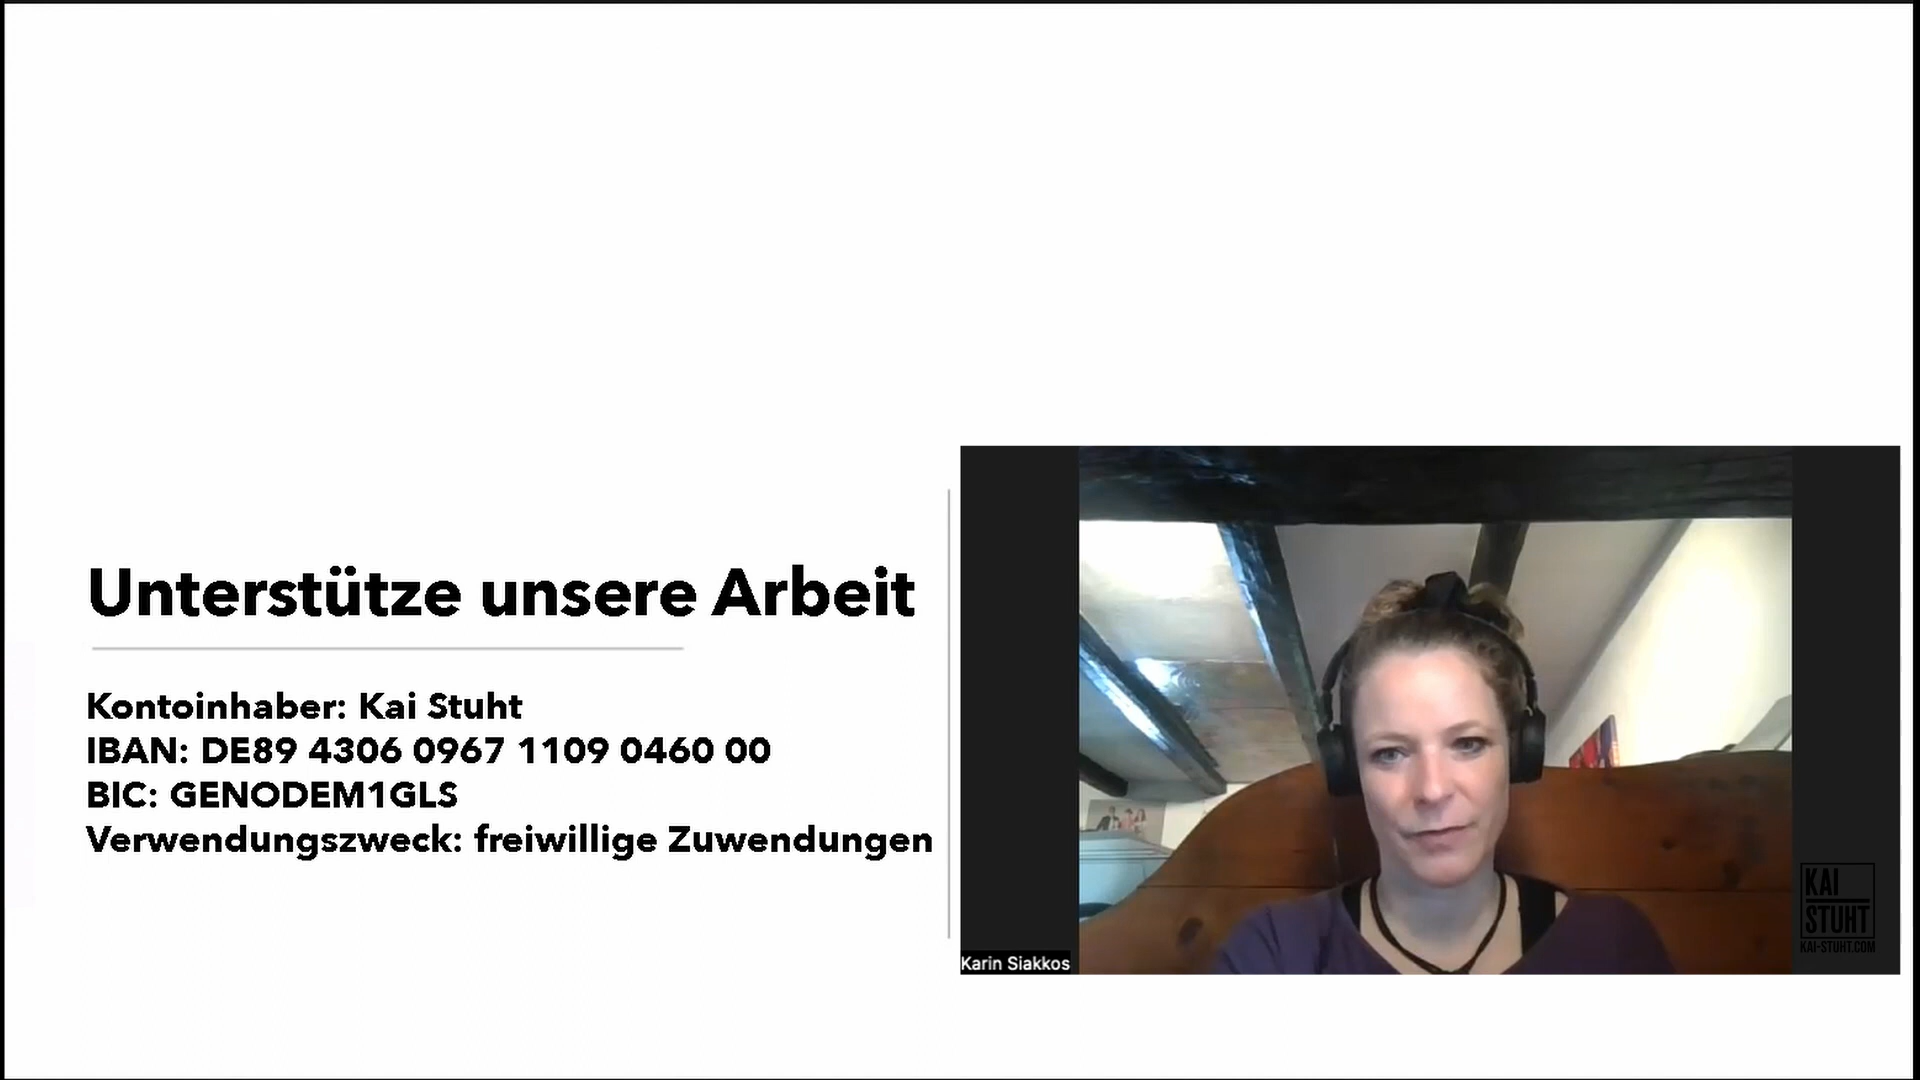 Unterstütze unsere Arbeit
Kontoinhaber: Kai Stuht
IBAN: DE89 4306 0967 1109 0460 00
BIC: GENODEM1GLS
Verwendungszweck: freiwillige Zuwendungen
Karin Siakkos
KAI
STUHT
KAI-STUHT.COM